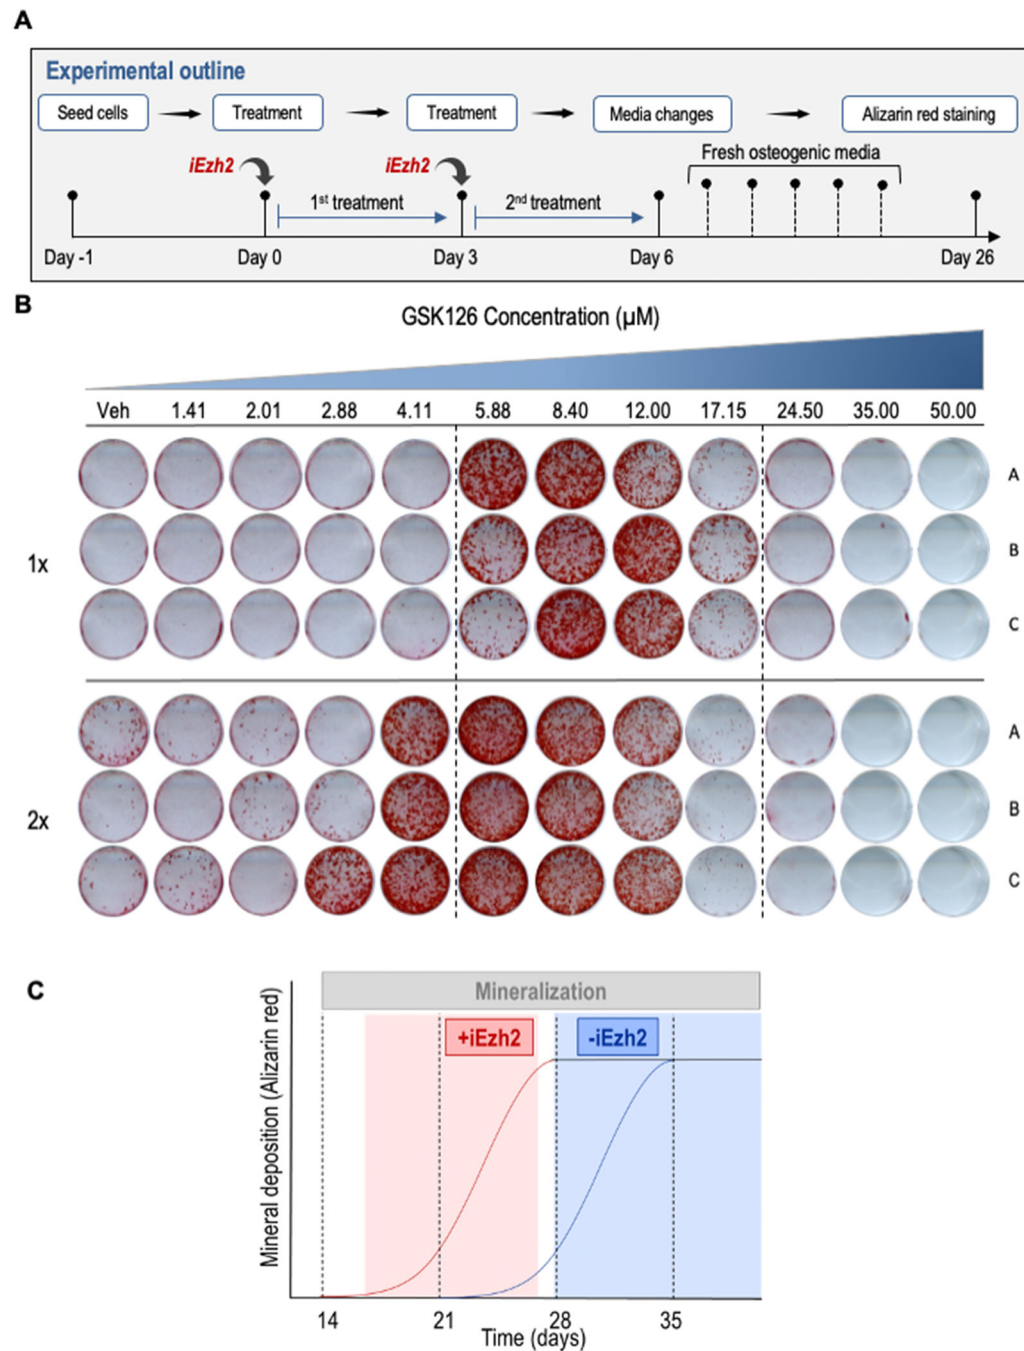 A
Experimental outline
Seed cells
Treatment
Treatment
Media changes
Alizarin red staining
iEzh2
iEzh2
Fresh osteogenic media
1st treatment
2nd treatment
Day -1
Day 0
Day 3
Day 6
Day 26
B
GSK126 Concentration (µM)
Veh 1.41 2.01 2.88 4.11 5.88 8.40 12.00 17.15 24.50 35.00 50.00
A
1x
B
C
A
2x
B
C
C
Mineralization
+iEzh2
-iEzh2
Mineral deposition (Alizarin red)
14 21 28 35
Time (days)